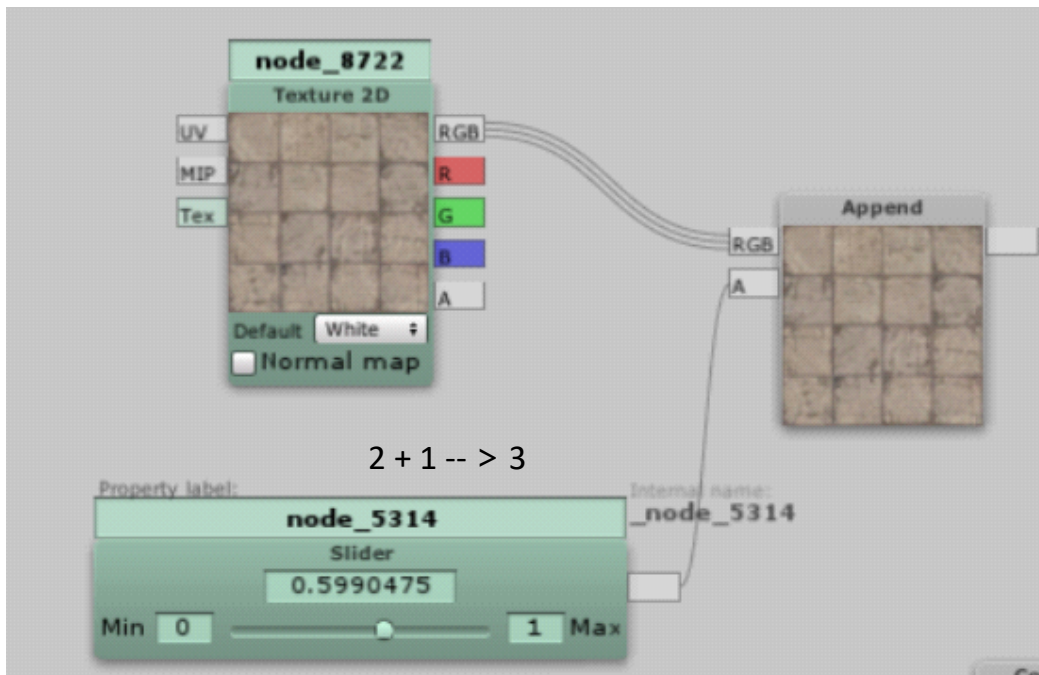 node_8722
Texture 2D
UV
MIP
Tex
RGB
R
G
B
A
Default White
Normal map
Append
RGB
A
2 + 1 -- > 3
Property label:
node_5314
Slider
0.5990475
Min 0
1 Max
Internal name:
_node_5314